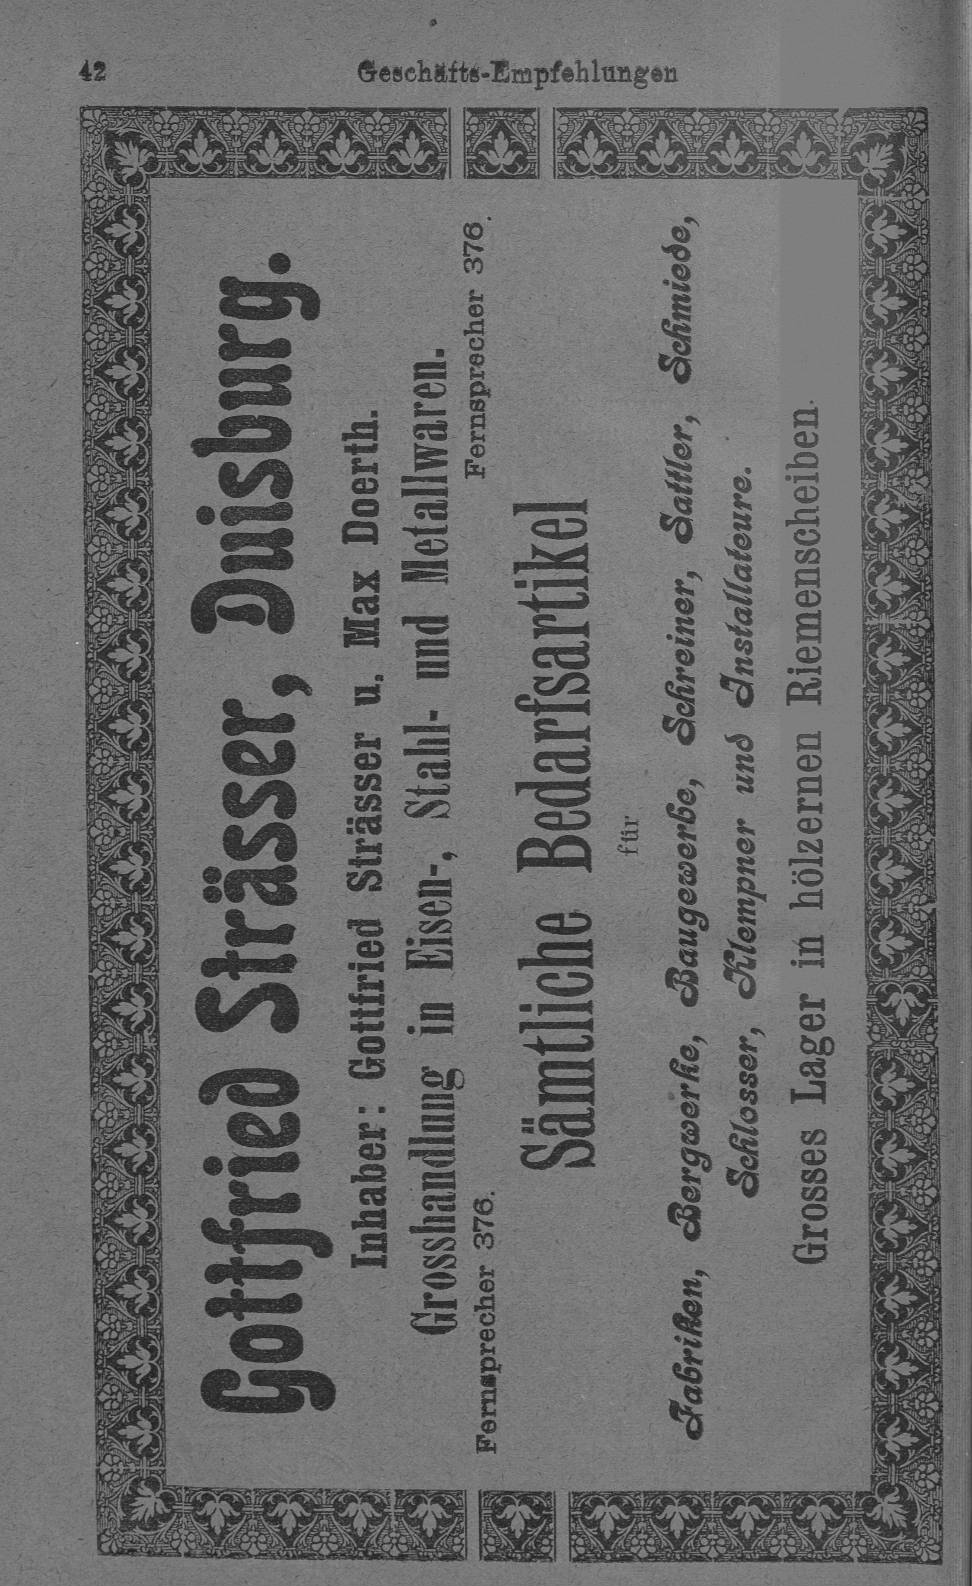 42
Geschäfts-Empfehlungen
Gottfried Strässer, Duisburg.
Inhaber: Gottfried Strässer u. Max Doerth.
Grosshandlung in Eisen-, Stahl- und Metallwaren.
Fernsprecher 376. Fernsprecher 376.
Sämtliche Bedarfsartikel
für
Fabriken, Bergwerke, Baugewerbe, Schreiner, Sattler, Schmiede,
Schlosser, Klempner und Installateure.
Grosses Lager in hölzernen Riemenscheiben.